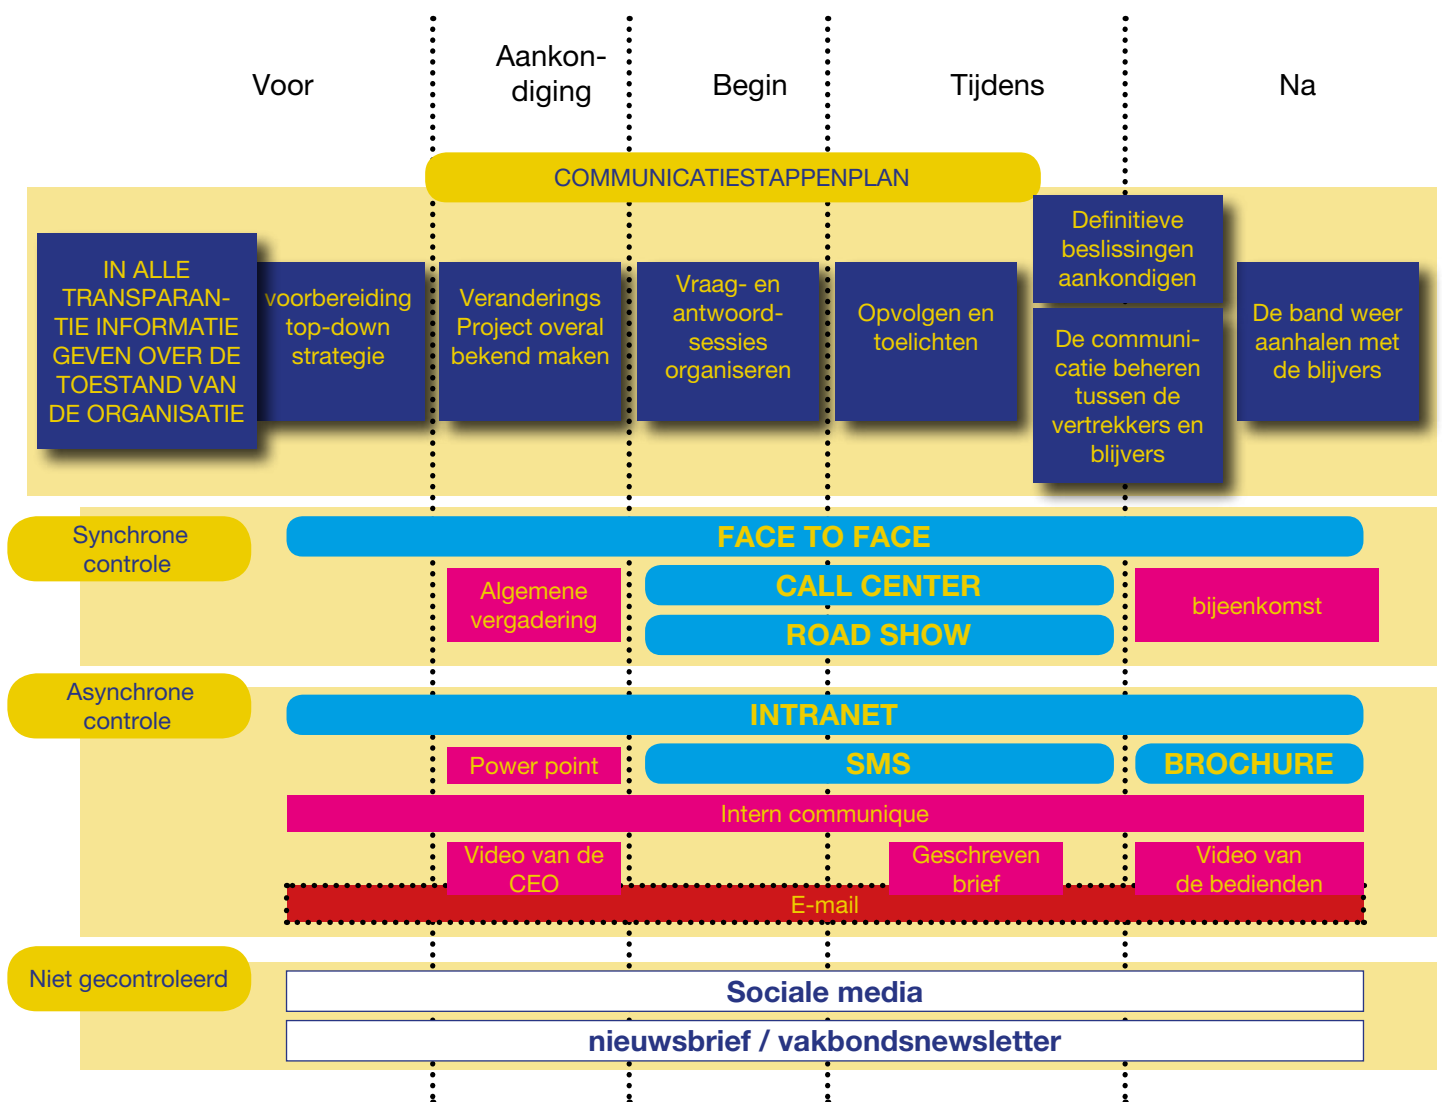 Voor
Aankon-
diging
Begin
Tijdens
Na
COMMUNICATIESTAPPENPLAN
IN ALLE
TRANSPARAN-
TIE INFORMATIE
GEVEN OVER DE
TOESTAND VAN
DE ORGANISATIE
voorbereiding
top-down
strategie
Veranderings
Project overal
bekend maken
Vraag- en
antwoord-
sessies
organiseren
Opvolgen en
toelichten
Definitieve
beslissingen
aankondigen
De communi-
catie beheren
tussen de
vertrekkers en
blijvers
De band weer
aanhalen met
de blijvers
Synchrone
controle
FACE TO FACE
Algemene
vergadering
CALL CENTER
ROAD SHOW
bijeenkomst
Asynchrone
controle
INTRANET
Power point
SMS
BROCHURE
Intern communique
Video van de
CEO
Geschreven
brief
Video van
de bedienden
E-mail
Niet gecontroleerd
Sociale media
nieuwsbrief / vakbondsnewsletter